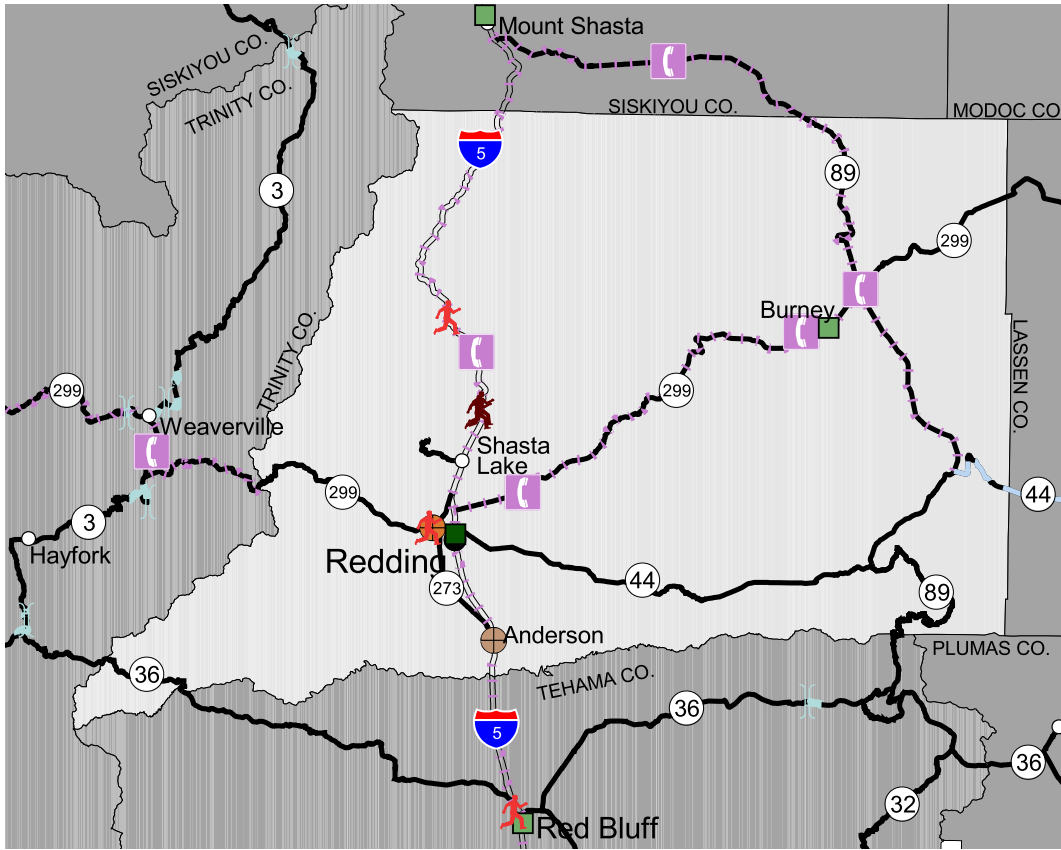 Mount Shasta
SISKIYOU CO.
TRINITY CO.
SISKIYOU CO.
MODOC CO
5
89
3
299
Burney
TRINITY CO.
LASSEN CO.
299
299
Weaverville
Shasta
Lake
299
44
3
Hayfork
Redding
44
273
89
Anderson
PLUMAS CO.
36
TEHAMA CO.
36
5
36
32
Red Bluff